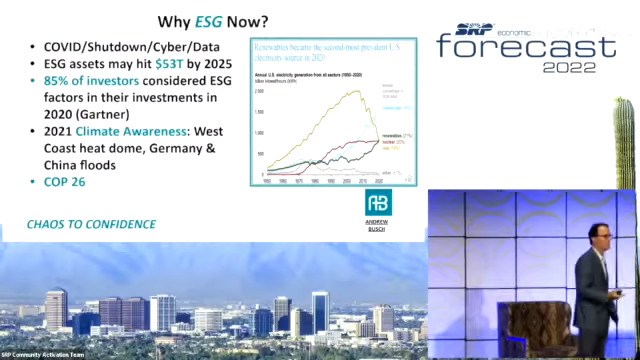 Why ESG Now?
• COVID/Shutdown/Cyber/Data
• ESG assets may hit $53T by 2025
• 85% of investors considered ESG
factors in their investments in
2020 (Gartner)
• 2021 Climate Awareness: West
Coast heat dome, Germany &
China floods
• COP 26
CHAOS TO CONFIDENCE
Renewables became the second-most prevalent U.S.
electricity source in 2020
Annual U.S. electricity generation from all sectors (1950–2020)
2,000
1,500
1,000
500
0
AB
ANDREW
BUSCH
SRP economic
forecast
2022
SRP Community Activation Team